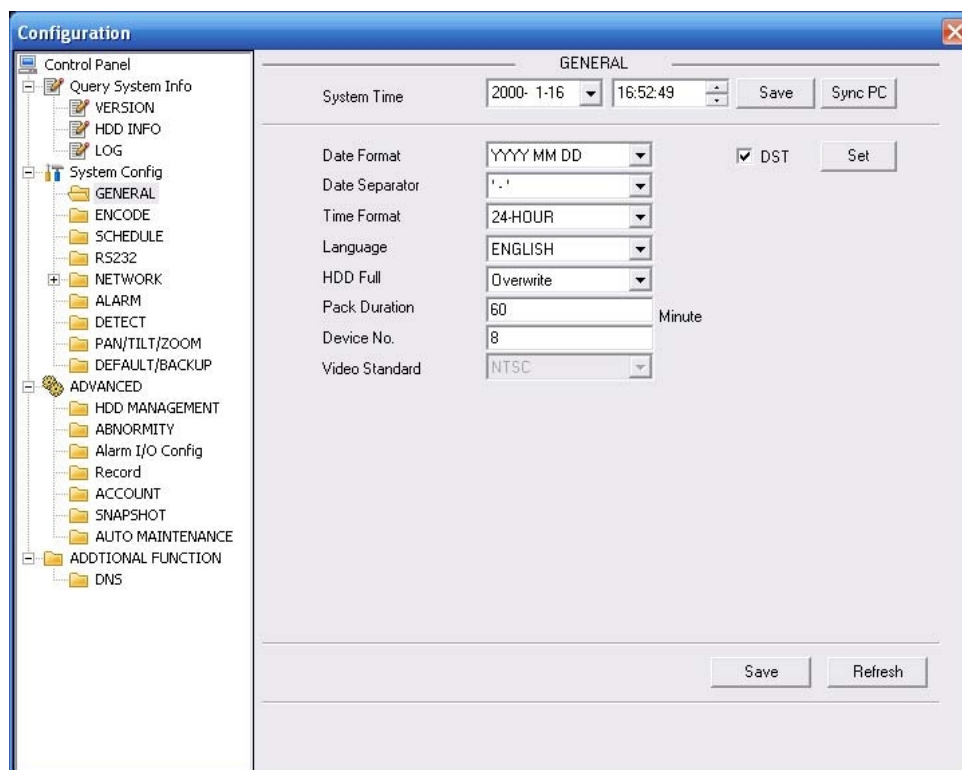 Configuration
Control Panel
Query System Info
VERSION
HDD INFO
LOG
System Config
GENERAL
ENCODE
SCHEDULE
RS232
NETWORK
ALARM
DETECT
PAN/TILT/ZOOM
DEFAULT/BACKUP
ADVANCED
HDD MANAGEMENT
ABNORMITY
Alarm I/O Config
Record
ACCOUNT
SNAPSHOT
AUTO MAINTENANCE
ADDTIONAL FUNCTION
DNS
GENERAL
System Time 2000- 1-16 16:52:49 Save Sync PC
Date Format YYYY MM DD DST Set
Date Separator '-'
Time Format 24-HOUR
Language ENGLISH
HDD Full Overwrite
Pack Duration 60 Minute
Device No. 8
Video Standard NTSC
Save Refresh